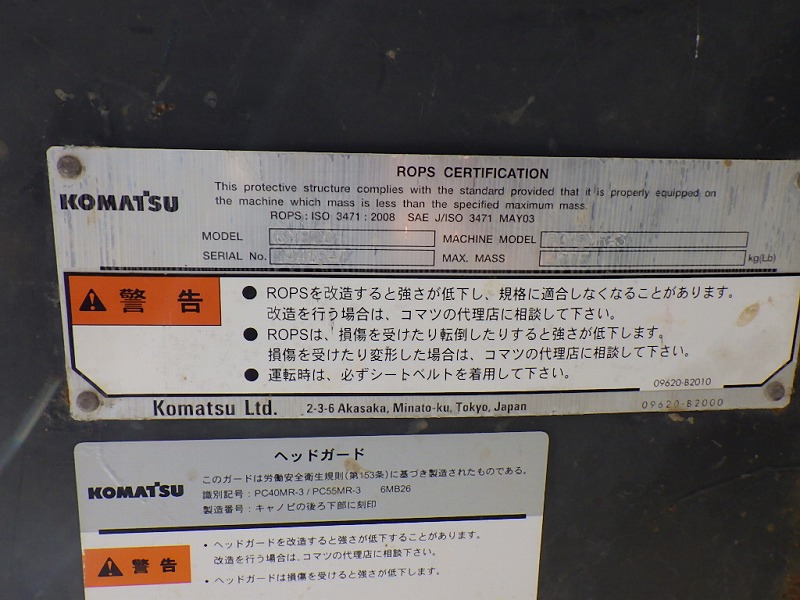 ROPS CERTIFICATION
KOMATSU
This protective structure complies with the standard provided that it is properly equipped on
the machine which mass is less than the specified maximum mass.
ROPS : ISO 3471 : 2008 SAE J/ISO 3471 MAY03
MODEL MACHINE MODEL
SERIAL No. MAX. MASS kg(Lb)
警告
● ROPSを改造すると強さが低下し、規格に適合しなくなることがあります。
改造を行う場合は、コマツの代理店に相談して下さい。
● ROPSは、損傷を受けたり転倒したりすると強さが低下します。
損傷を受けたり変形した場合は、コマツの代理店に相談して下さい。
● 運転時は、必ずシートベルトを着用して下さい。
09620-B2010
Komatsu Ltd. 2-3-6 Akasaka, Minato-ku, Tokyo, Japan
09620-B2000
ヘッドガード
KOMATSU
このガードは労働安全衛生規則(第153条)に基づき製造されたものである。
識別記号 : PC40MR-3 / PC55MR-3 6MB26
製造番号 : キャノピの後ろ下部に刻印
警告
• ヘッドガードを改造すると強さが低下することがあります。
改造を行う場合は、コマツの代理店に相談下さい。
• ヘッドガードは損傷を受けると強さが低下します。